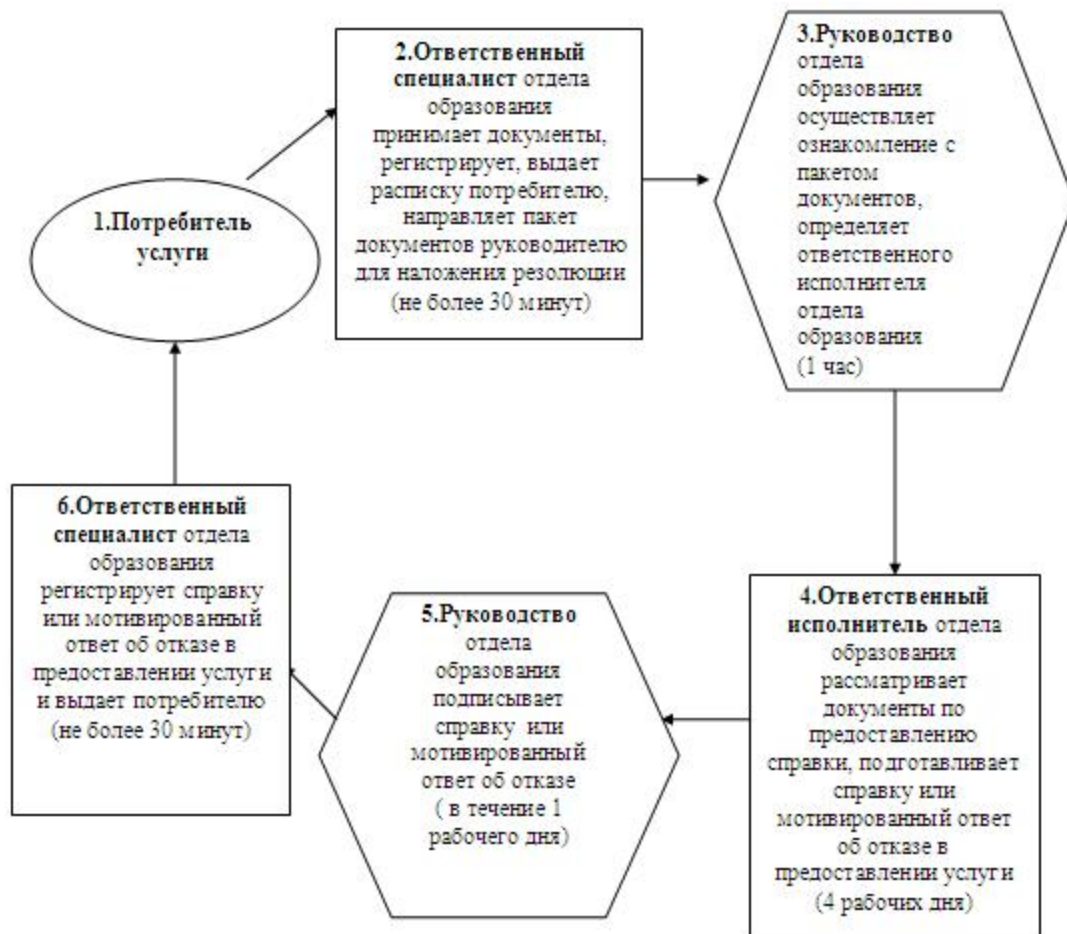 1.Потребитель
услуги
2.Ответственный
специалист отдела
образования
принимает документы,
регистрирует, выдает
расписку потребителю,
направляет пакет
документов руководителю
для наложения резолюции
(не более 30 минут)
3.Руководство
отдела
образования
осуществляет
ознакомление с
пакетом
документов,
определяет
ответственного
исполнителя
отдела
образования
(1 час)
4.Ответственный
исполнитель отдела
образования
рассматривает
документы по
предоставлению
справки, подготавливает
справку или
мотивированный ответ
об отказе в
предоставлении услуги
(4 рабочих дня)
5.Руководство
отдела
образования
подписывает
справку или
мотивированный
ответ об отказе
( в течение 1
рабочего дня)
6.Ответственный
специалист отдела
образования
регистрирует справку
или мотивированный
ответ об отказе в
предоставлении услуги
и выдает потребителю
(не более 30 минут)